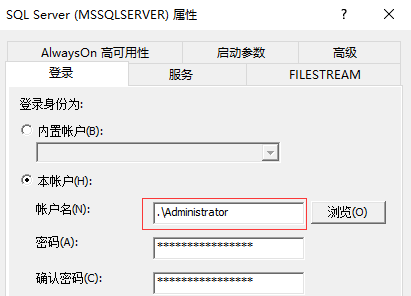 SQL Server (MSSQLSERVER) 属性
AlwaysOn 高可用性 启动参数 高级
登录 服务 FILESTREAM
登录身份为:
内置帐户(B):
本帐户(H):
帐户名(N): .\Administrator 浏览(O)
密码(A): ****************
确认密码(C): ****************